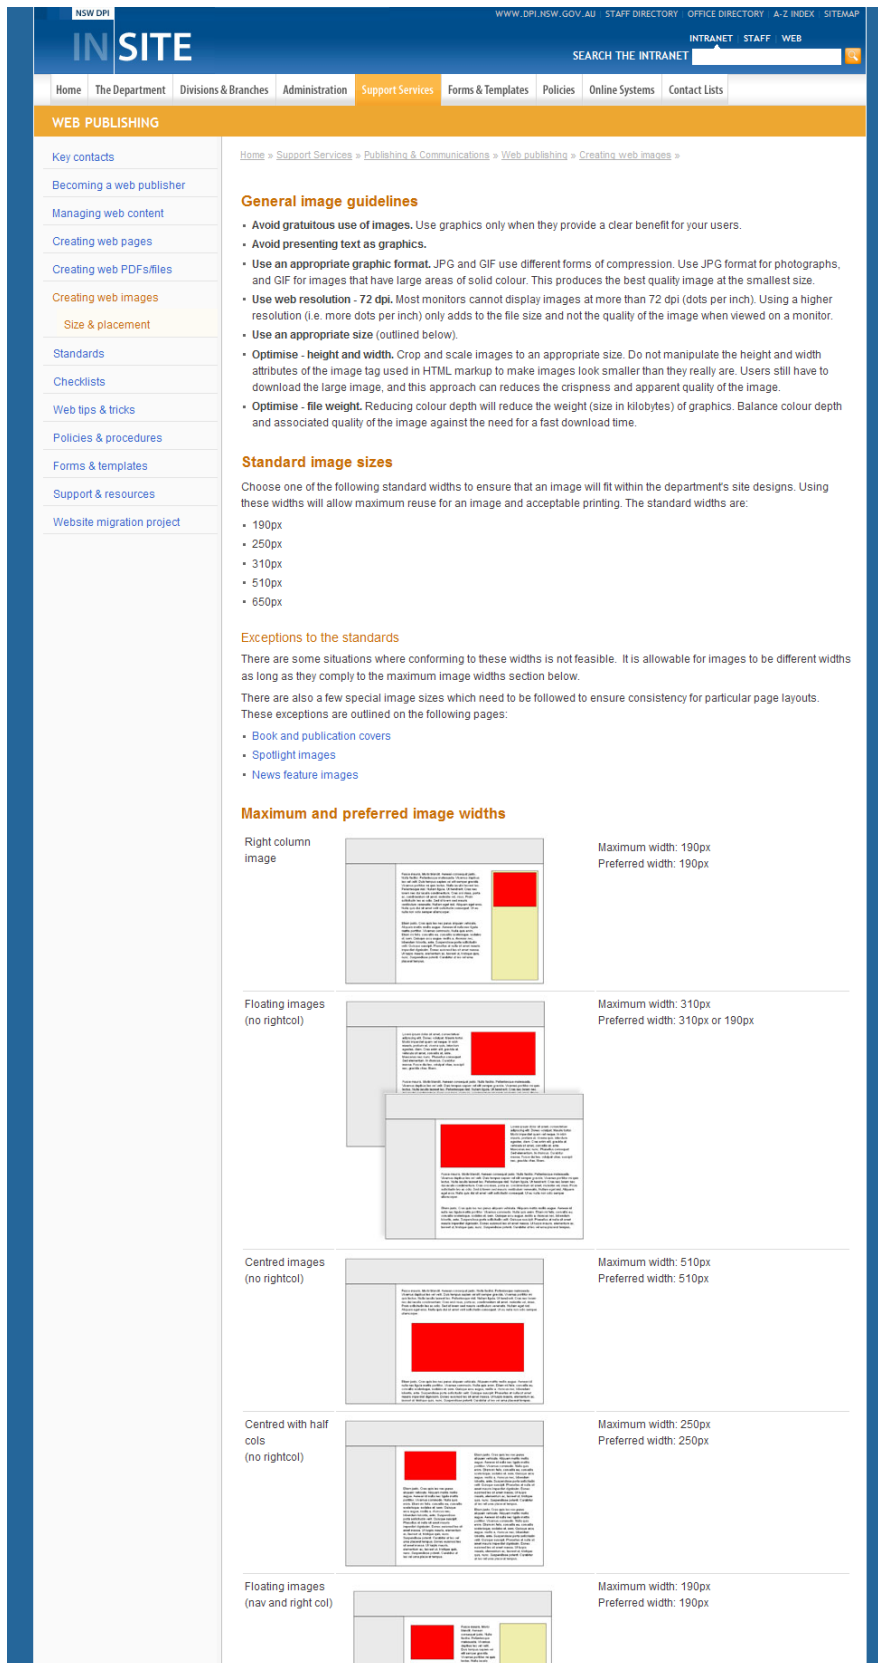 NSW DPI
INSITE
WWW.DPI.NSW.GOV.AU | STAFF DIRECTORY | OFFICE DIRECTORY | A-Z INDEX | SITEMAP
INTRANET | STAFF | WEB
SEARCH THE INTRANET
Home The Department Divisions & Branches Administration Support Services Forms & Templates Policies Online Systems Contact Lists
WEB PUBLISHING
Key contacts
Becoming a web publisher
Managing web content
Creating web pages
Creating web PDFs/files
Creating web images
Size & placement
Standards
Checklists
Web tips & tricks
Policies & procedures
Forms & templates
Support & resources
Website migration project
Home » Support Services » Publishing & Communications » Web publishing » Creating web images »
General image guidelines
Avoid gratuitous use of images. Use graphics only when they provide a clear benefit for your users.
Avoid presenting text as graphics.
Use an appropriate graphic format. JPG and GIF use different forms of compression. Use JPG format for photographs,
and GIF for images that have large areas of solid colour. This produces the best quality image at the smallest size.
Use web resolution - 72 dpi. Most monitors cannot display images at more than 72 dpi (dots per inch). Using a higher
resolution (i.e. more dots per inch) only adds to the file size and not the quality of the image when viewed on a monitor.
Use an appropriate size (outlined below).
Optimise - height and width. Crop and scale images to an appropriate size. Do not manipulate the height and width
attributes of the image tag used in HTML markup to make images look smaller than they really are. Users still have to
download the large image, and this approach can reduces the crispness and apparent quality of the image.
Optimise - file weight. Reducing colour depth will reduce the weight (size in kilobytes) of graphics. Balance colour depth
and associated quality of the image against the need for a fast download time.
Standard image sizes
Choose one of the following standard widths to ensure that an image will fit within the department's site designs. Using
these widths will allow maximum reuse for an image and acceptable printing. The standard widths are:
190px
250px
310px
510px
650px
Exceptions to the standards
There are some situations where conforming to these widths is not feasible. It is allowable for images to be different widths
as long as they comply to the maximum image widths section below.
There are also a few special image sizes which need to be followed to ensure consistency for particular page layouts.
These exceptions are outlined on the following pages:
Book and publication covers
Spotlight images
News feature images
Maximum and preferred image widths
Right column
image
Maximum width: 190px
Preferred width: 190px
Floating images
(no rightcol)
Maximum width: 310px
Preferred width: 310px or 190px
Centred images
(no rightcol)
Maximum width: 510px
Preferred width: 510px
Centred with half
cols
(no rightcol)
Maximum width: 250px
Preferred width: 250px
Floating images
(nav and right col)
Maximum width: 190px
Preferred width: 190px